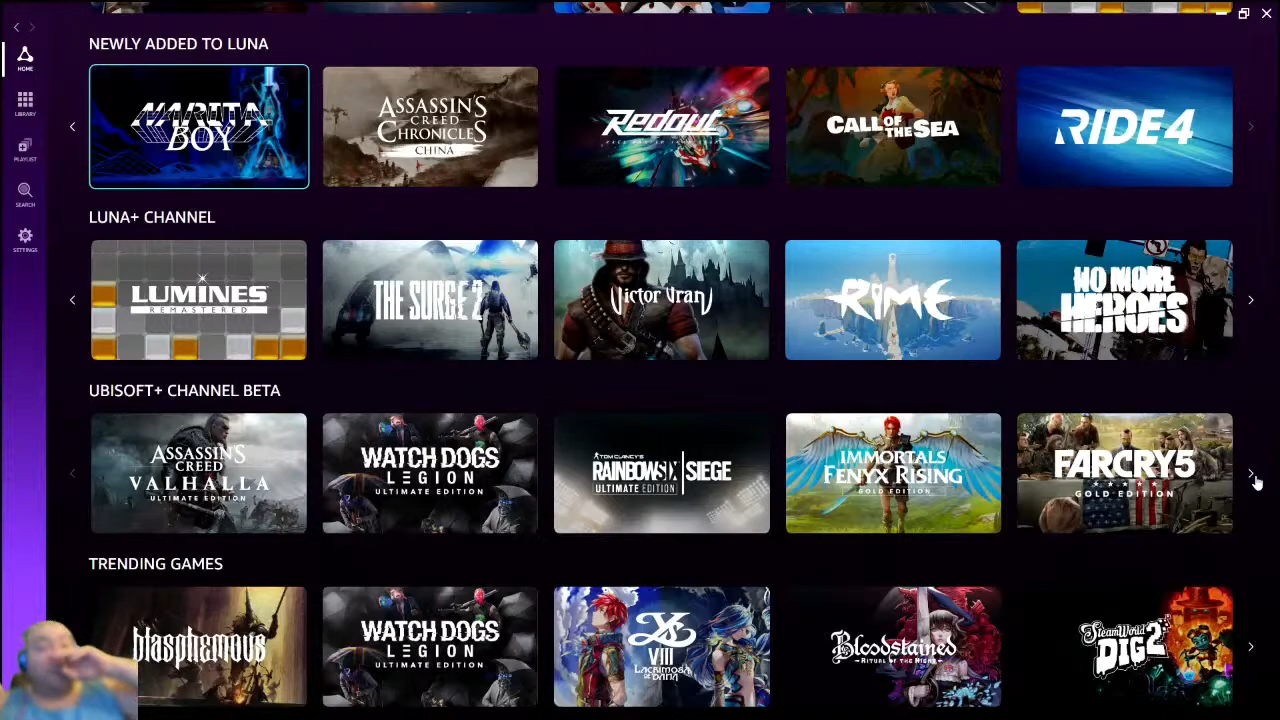 NEWLY ADDED TO LUNA
HOME
LIBRARY
PLAYLIST
SEARCH
SETTINGS
NARITA
BOY
ASSASSIN'S
CREED
CHRONICLES
CHINA
Redout
CALL OF THE SEA
RIDE 4
LUNA+ CHANNEL
LUMINES
REMASTERED
THE SURGE 2
Victor Vran
RiME
NO MORE
HEROES
UBISOFT+ CHANNEL BETA
ASSASSIN'S
CREED
VALHALLA
ULTIMATE EDITION
WATCH DOGS
LEGION
ULTIMATE EDITION
TOM CLANCY'S
RAINBOW SIX SIEGE
ULTIMATE EDITION
IMMORTALS
FENYX RISING
GOLD EDITION
FARCRY5
GOLD EDITION
TRENDING GAMES
blasphemous
WATCH DOGS
LEGION
ULTIMATE EDITION
Ys
VIII
LACRIMOSA
OF DANA
Bloodstained
RITUAL OF THE NIGHT
SteamWorld
DIG 2